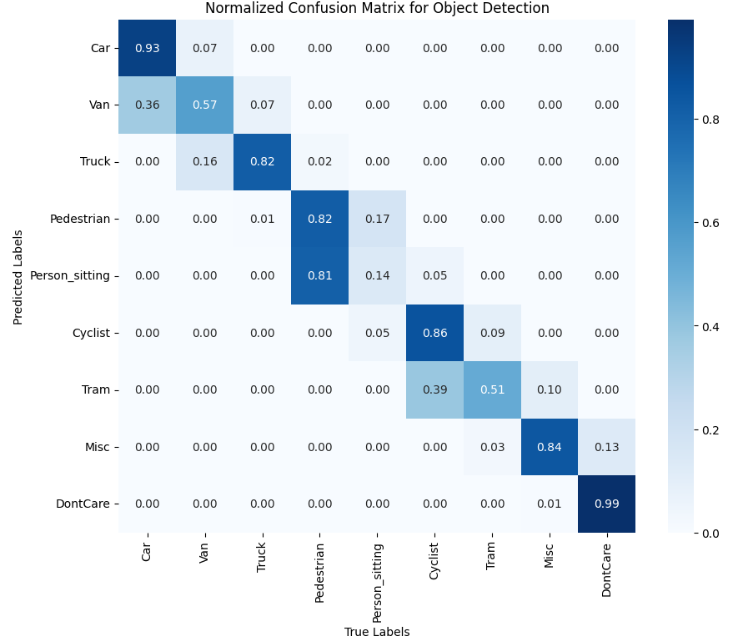 Normalized Confusion Matrix for Object Detection
Car 0.93 0.07 0.00 0.00 0.00 0.00 0.00 0.00 0.00
Van 0.36 0.57 0.07 0.00 0.00 0.00 0.00 0.00 0.00
Truck 0.00 0.16 0.82 0.02 0.00 0.00 0.00 0.00 0.00
Pedestrian 0.00 0.00 0.01 0.82 0.17 0.00 0.00 0.00 0.00
Person_sitting 0.00 0.00 0.00 0.81 0.14 0.05 0.00 0.00 0.00
Cyclist 0.00 0.00 0.00 0.00 0.05 0.86 0.09 0.00 0.00
Tram 0.00 0.00 0.00 0.00 0.00 0.39 0.51 0.10 0.00
Misc 0.00 0.00 0.00 0.00 0.00 0.00 0.03 0.84 0.13
DontCare 0.00 0.00 0.00 0.00 0.00 0.00 0.00 0.01 0.99
Predicted Labels
Car Van Truck Pedestrian Person_sitting Cyclist Tram Misc DontCare
True Labels
0.8
0.6
0.4
0.2
0.0